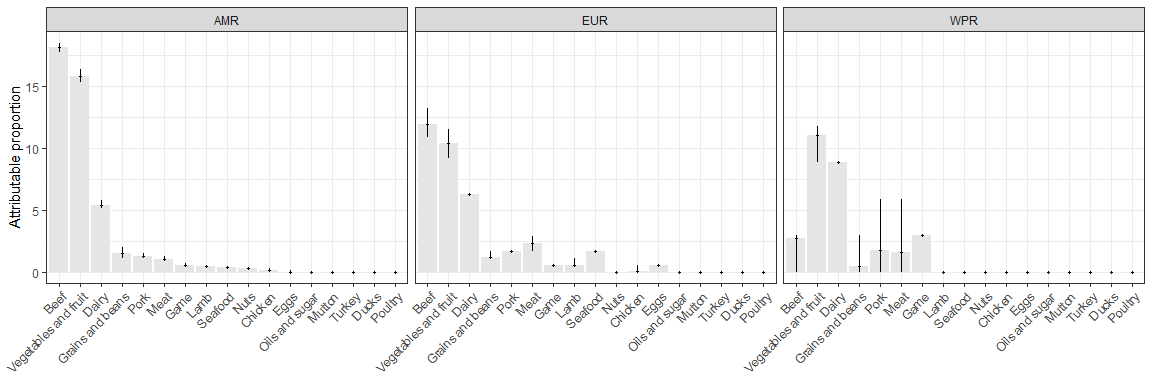 AMR
EUR
WPR
Attributable proportion
15
10
5
0
Beef
Vegetables and fruit
Dairy
Grains and beans
Pork
Meat
Game
Lamb
Seafood
Nuts
Chicken
Eggs
Oils and sugar
Mutton
Turkey
Ducks
Poultry
Beef
Vegetables and fruit
Dairy
Grains and beans
Pork
Meat
Game
Lamb
Seafood
Nuts
Chicken
Eggs
Oils and sugar
Mutton
Turkey
Ducks
Poultry
Beef
Vegetables and fruit
Dairy
Grains and beans
Pork
Meat
Game
Lamb
Seafood
Nuts
Chicken
Eggs
Oils and sugar
Mutton
Turkey
Ducks
Poultry